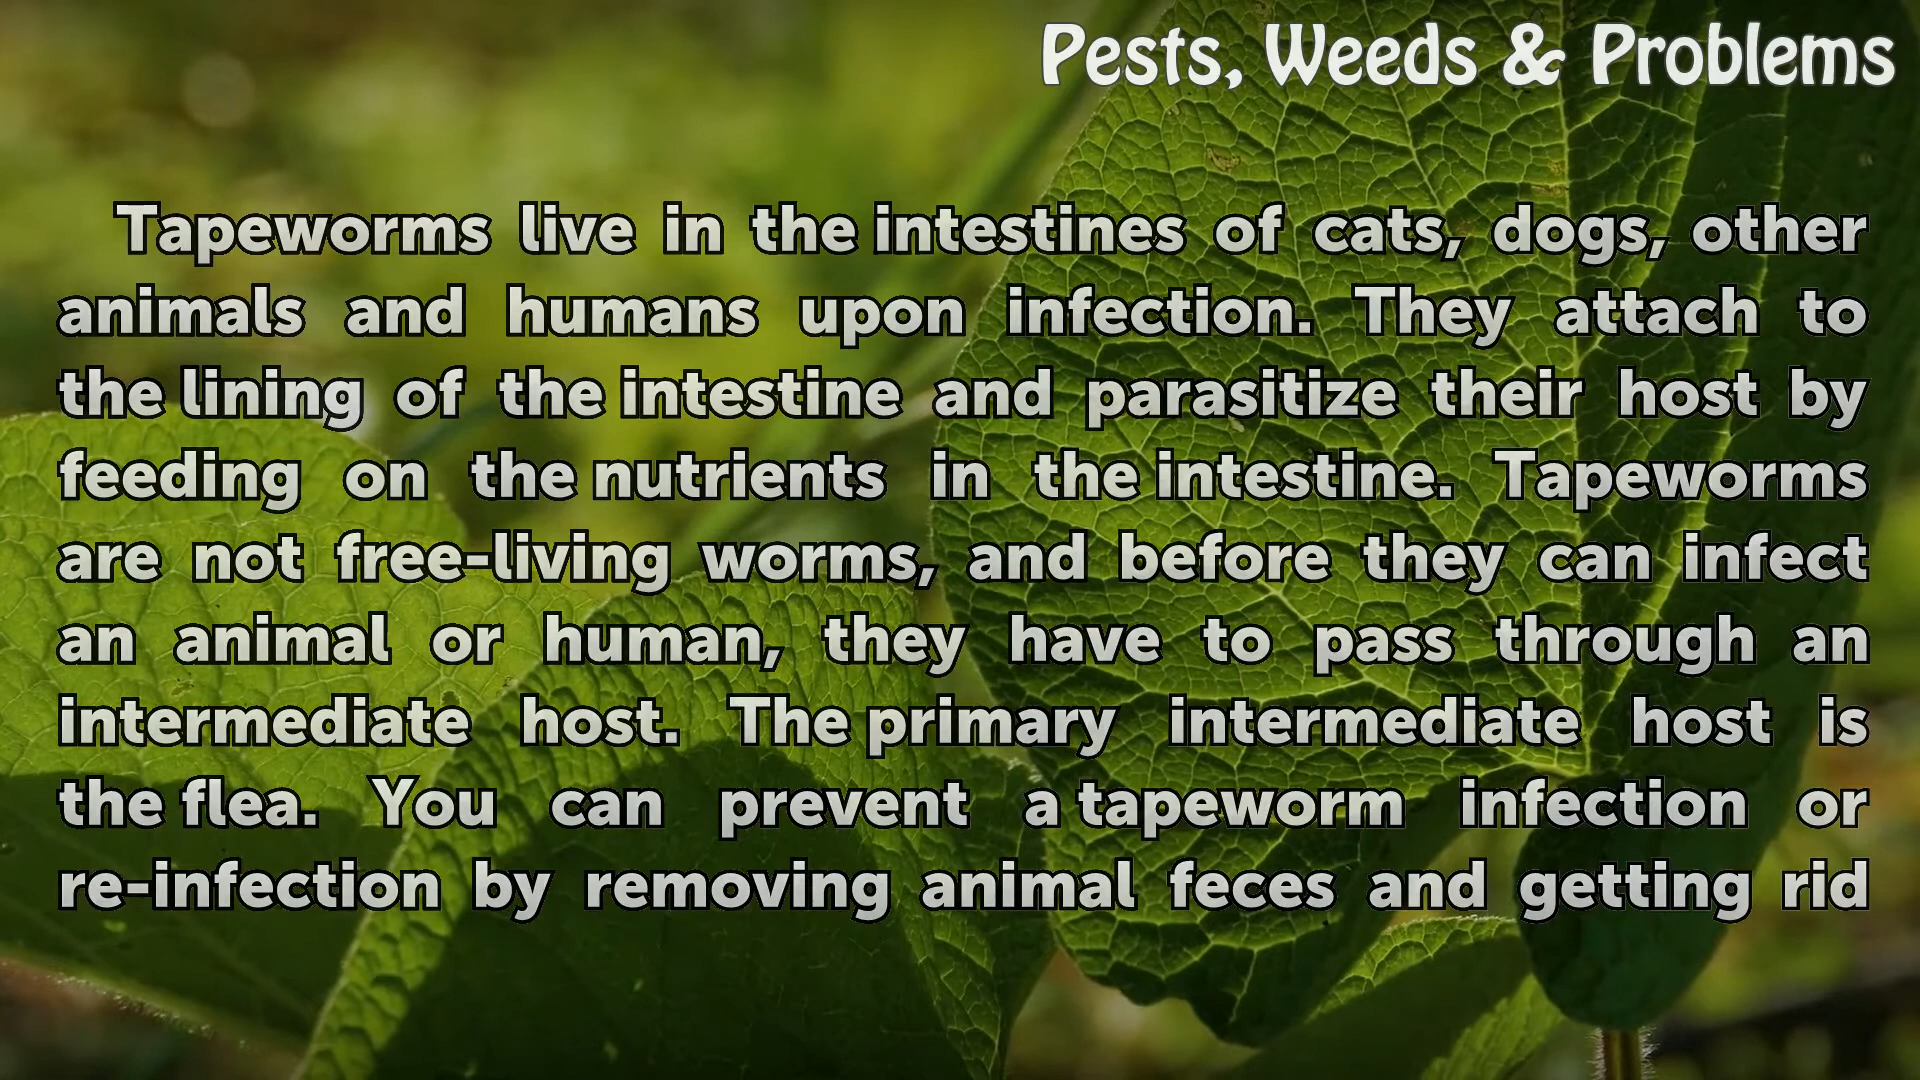 Pests, Weeds & Problems
Tapeworms live in the intestines of cats, dogs, other
animals and humans upon infection. They attach to
the lining of the intestine and parasitize their host by
feeding on the nutrients in the intestine. Tapeworms
are not free-living worms, and before they can infect
an animal or human, they have to pass through an
intermediate host. The primary intermediate host is
the flea. You can prevent a tapeworm infection or
re-infection by removing animal feces and getting rid